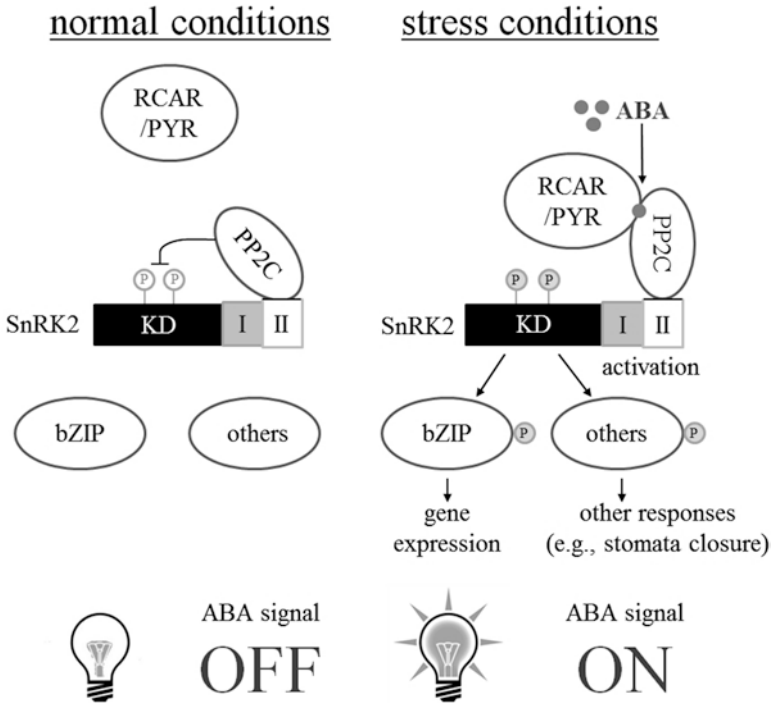 normal conditions
RCAR
/PYR
PP2C
P P
SnRK2 KD I II
bZIP others
ABA signal
OFF
stress conditions
ABA
RCAR
/PYR
PP2C
P P
SnRK2 KD I II
activation
bZIP P others P
gene
expression
other responses
(e.g., stomata closure)
ABA signal
ON